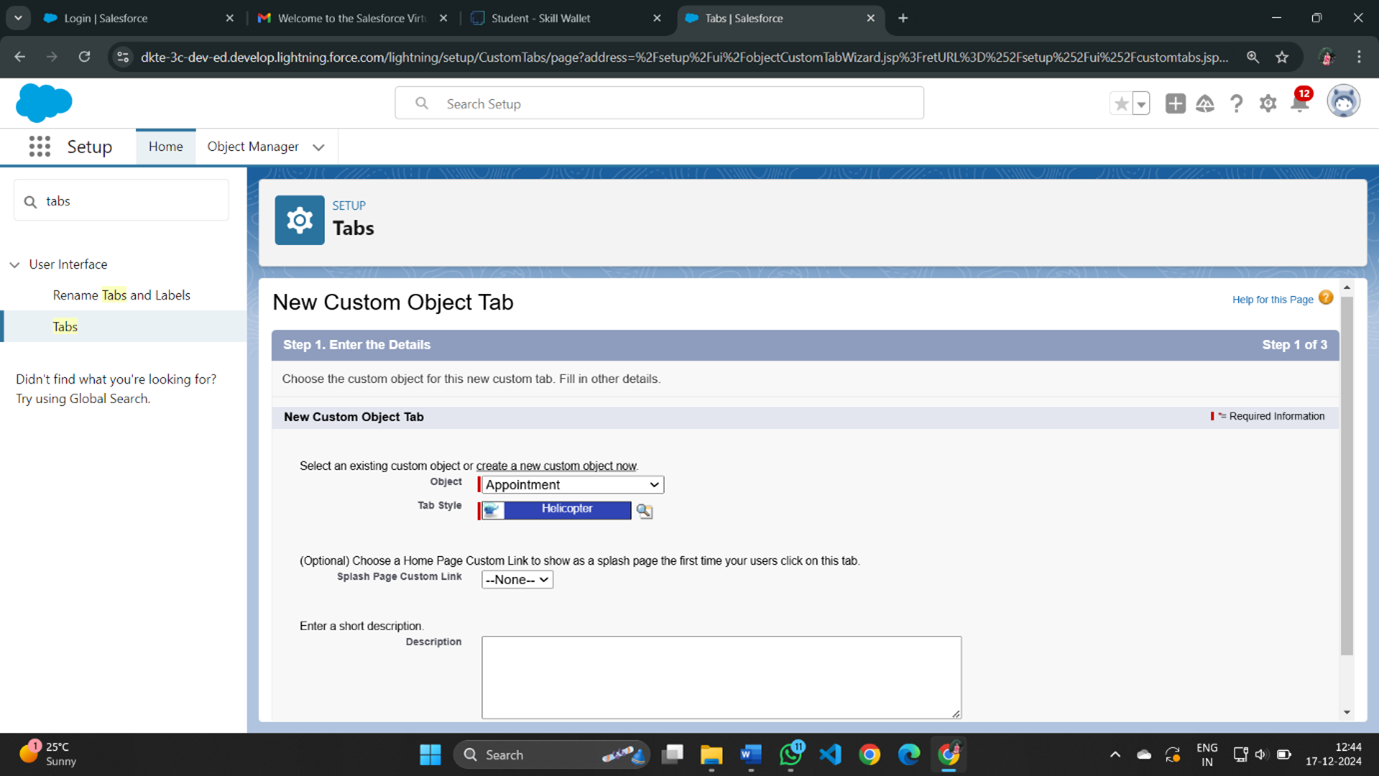 Login | Salesforce
Welcome to the Salesforce Virtu
Student - Skill Wallet
Tabs | Salesforce
dkte-3c-dev-ed.develop.lightning.force.com/lightning/setup/CustomTabs/page?address=%2Fsetup%2Fui%2FobjectCustomTabWizard.jsp%3FretURL%3D%252Fsetup%252Fui%252Fcustomtabs.jsp...
Search Setup
12
Setup
Home
Object Manager
tabs
User Interface
Rename Tabs and Labels
Tabs
Didn't find what you're looking for?
Try using Global Search.
SETUP
Tabs
New Custom Object Tab
Help for this Page
Step 1. Enter the Details
Step 1 of 3
Choose the custom object for this new custom tab. Fill in other details.
New Custom Object Tab
*= Required Information
Select an existing custom object or create a new custom object now.
Object
Appointment
Tab Style
Helicopter
(Optional) Choose a Home Page Custom Link to show as a splash page the first time your users click on this tab.
Splash Page Custom Link
--None--
Enter a short description.
Description
1
25°C
Sunny
Search
11
ENG
IN
12:44
17-12-2024